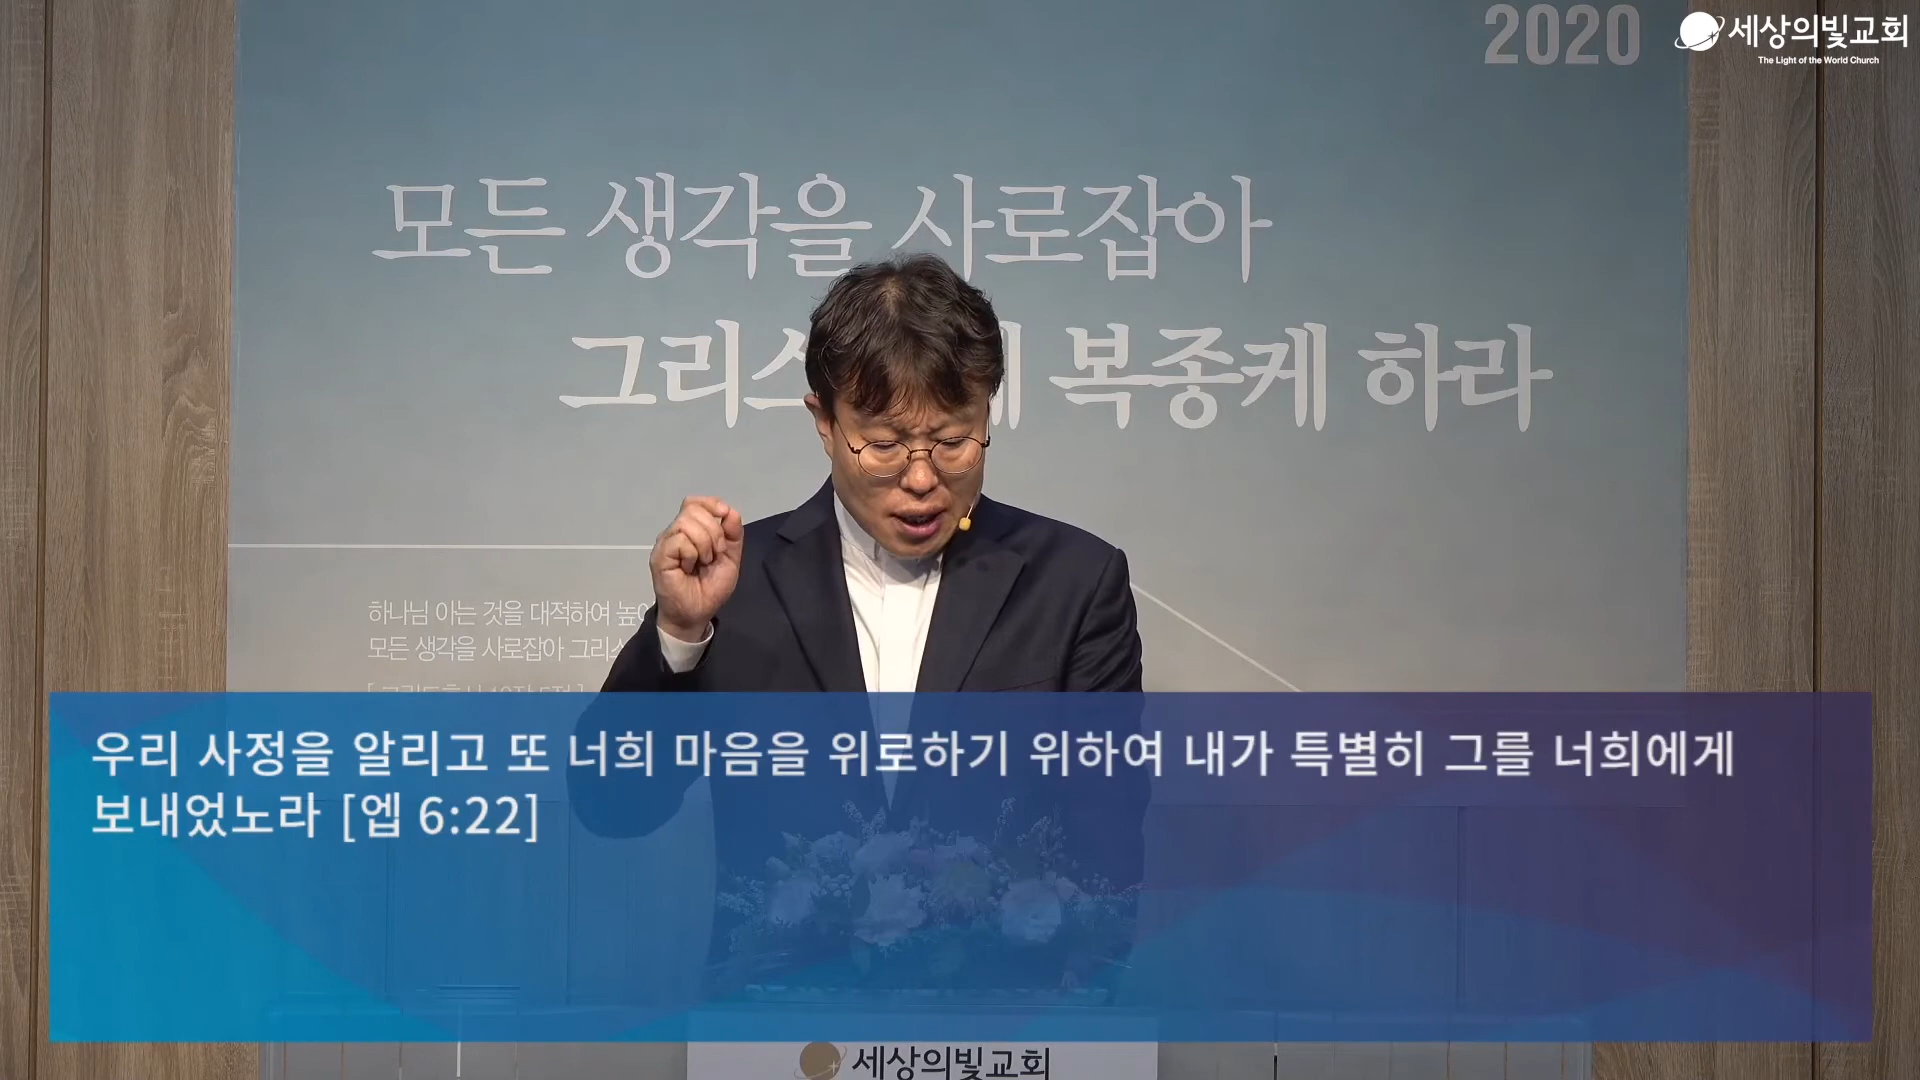 2020
세상의빛교회
The Light of the World Church
모든 생각을 사로잡아
그리스 복종케 하라
하나님 아는 것을 대적하여
모든 생각을 사로잡아 그리스
우리 사정을 알리고 또 너희 마음을 위로하기 위하여 내가 특별히 그를 너희에게
보내었노라 [엡 6:22]
세상의빛교회